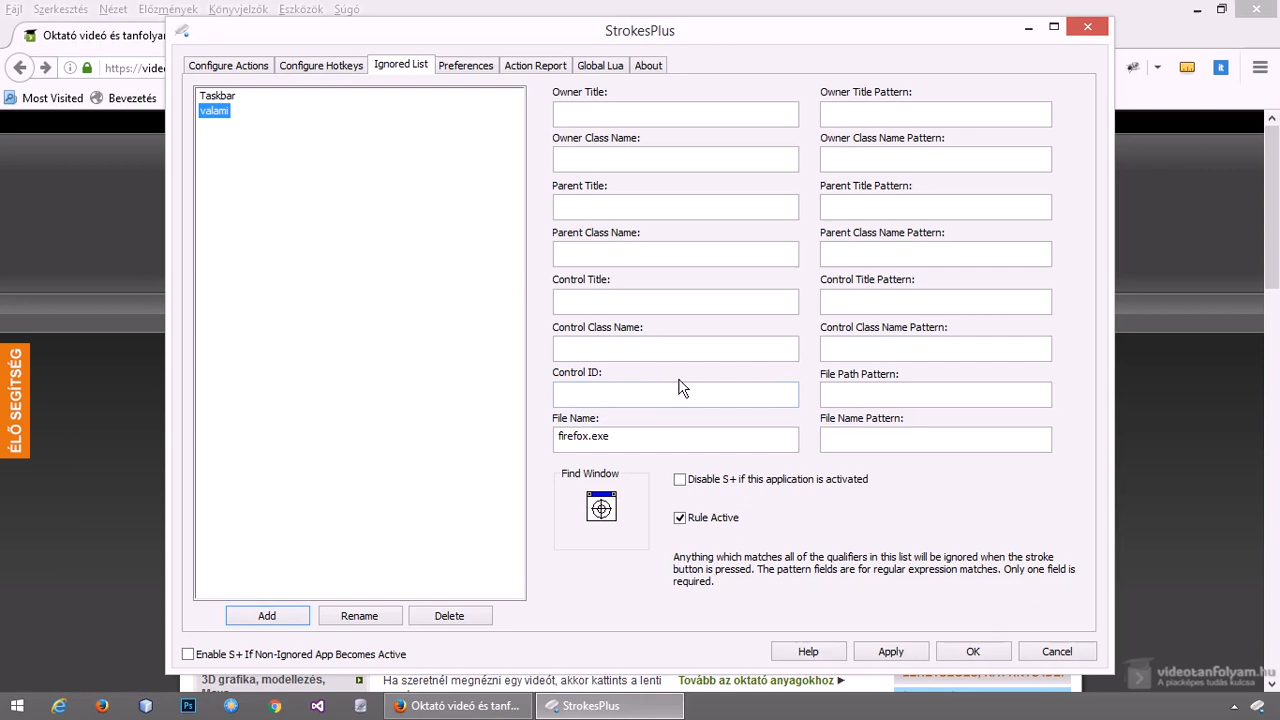 Fájl Szerkesztés Nézet Előzmények Könyvjelzők Eszközök Súgó
StrokesPlus
Oktató videó és tanfolyam
https://vide
Most Visited Bevezetés
Configure Actions Configure Hotkeys Ignored List Preferences Action Report Global Lua About
Taskbar
valami
Owner Title: Owner Title Pattern:
Owner Class Name: Owner Class Name Pattern:
Parent Title: Parent Title Pattern:
Parent Class Name: Parent Class Name Pattern:
Control Title: Control Title Pattern:
Control Class Name: Control Class Name Pattern:
Control ID: File Path Pattern:
File Name: File Name Pattern:
firefox.exe
ÉLŐ SEGÍTSÉG
Find Window
Disable S+ if this application is activated
Rule Active
Anything which matches all of the qualifiers in this list will be ignored when the stroke
button is pressed. The pattern fields are for regular expression matches. Only one field is
required.
Add Rename Delete
Enable S+ If Non-Ignored App Becomes Active
Help Apply OK Cancel
3D grafika, modellezés,
Ha szeretnél megnézni egy videót, akkor kattints a lenti
Tovább az oktató anyagokhoz
videotanfolyam.hu
A piacképes tudás kulcsa
Oktató videó és tanf...
StrokesPlus